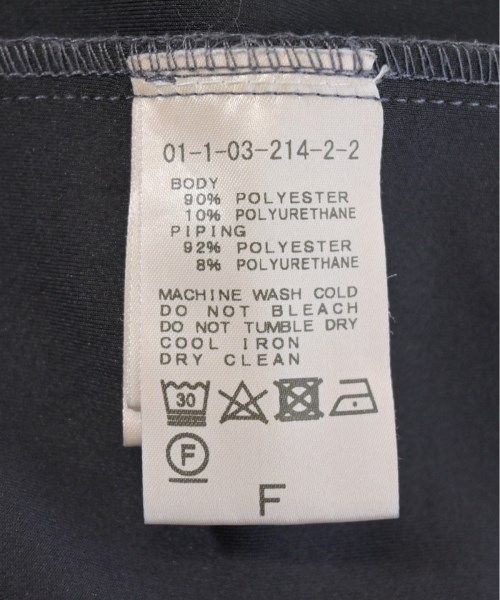 01-1-03-214-2-2
BODY
90% POLYESTER
10% POLYURETHANE
PIPING
92% POLYESTER
8% POLYURETHANE
MACHINE WASH COLD
DO NOT BLEACH
DO NOT TUMBLE DRY
COOL IRON
DRY CLEAN
30
F
F